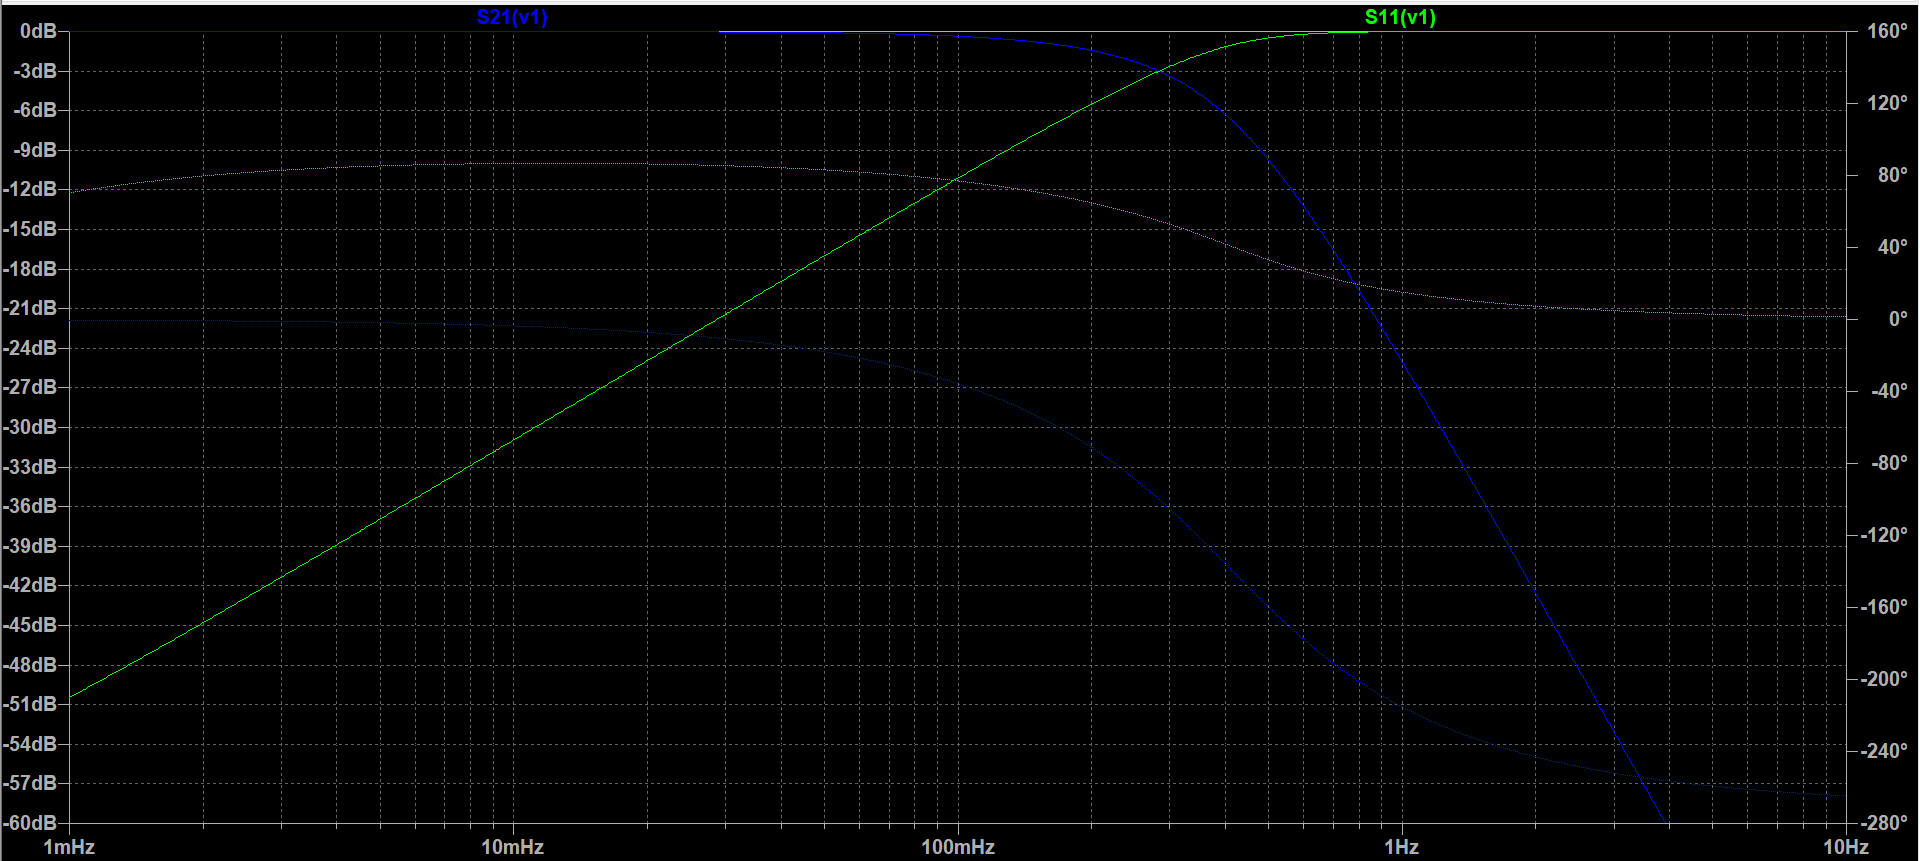 S21(v1) S11(v1)
0dB 160°
-3dB
-6dB 120°
-9dB
-12dB 80°
-15dB
-18dB 40°
-21dB 0°
-24dB
-27dB -40°
-30dB
-33dB -80°
-36dB
-39dB -120°
-42dB
-45dB -160°
-48dB
-51dB -200°
-54dB -240°
-57dB
-60dB -280°
1mHz 10mHz 100mHz 1Hz 10Hz